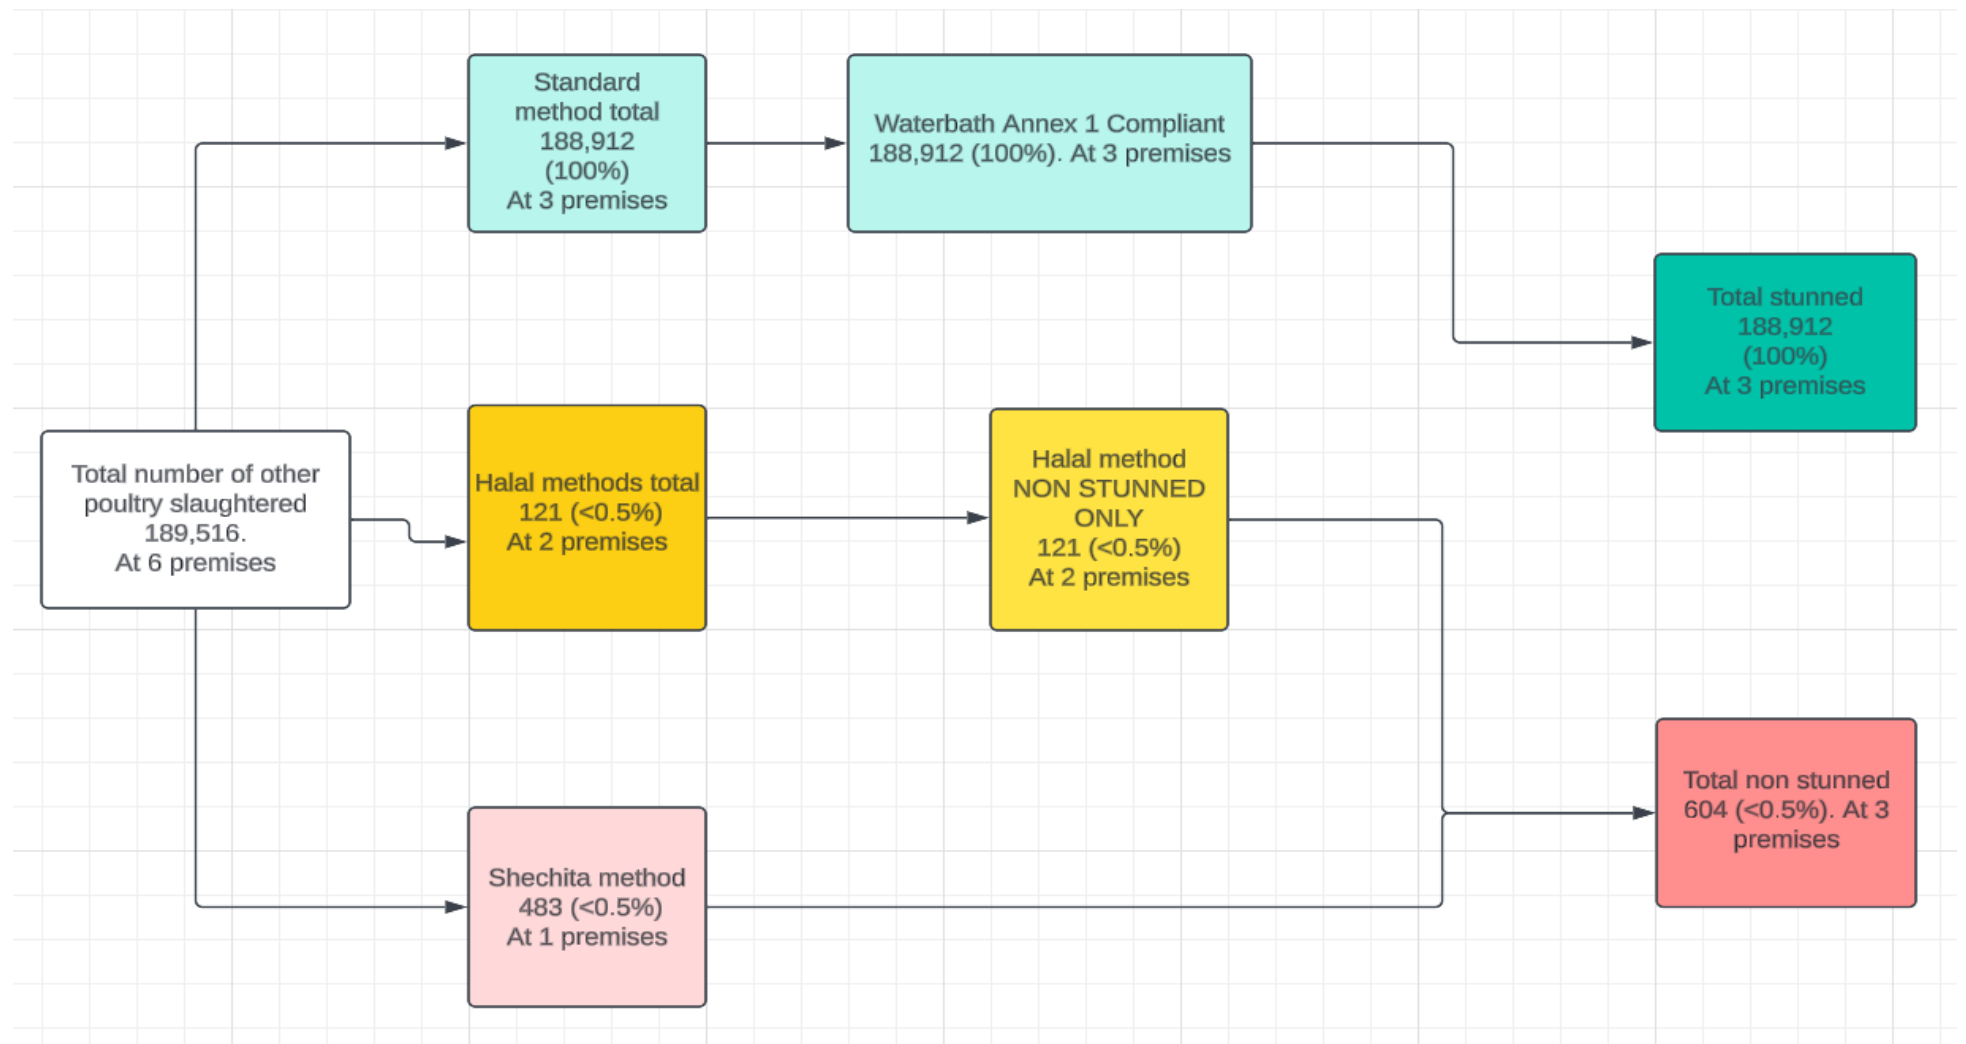 Standard
method total
188,912
(100%)
At 3 premises
Waterbath Annex 1 Compliant
188,912 (100%). At 3 premises
Total stunned
188,912
(100%)
At 3 premises
Total number of other
poultry slaughtered
189,516.
At 6 premises
Halal methods total
121 (<0.5%)
At 2 premises
Halal method
NON STUNNED
ONLY
121 (<0.5%)
At 2 premises
Shechita method
483 (<0.5%)
At 1 premises
Total non stunned
604 (<0.5%). At 3
premises